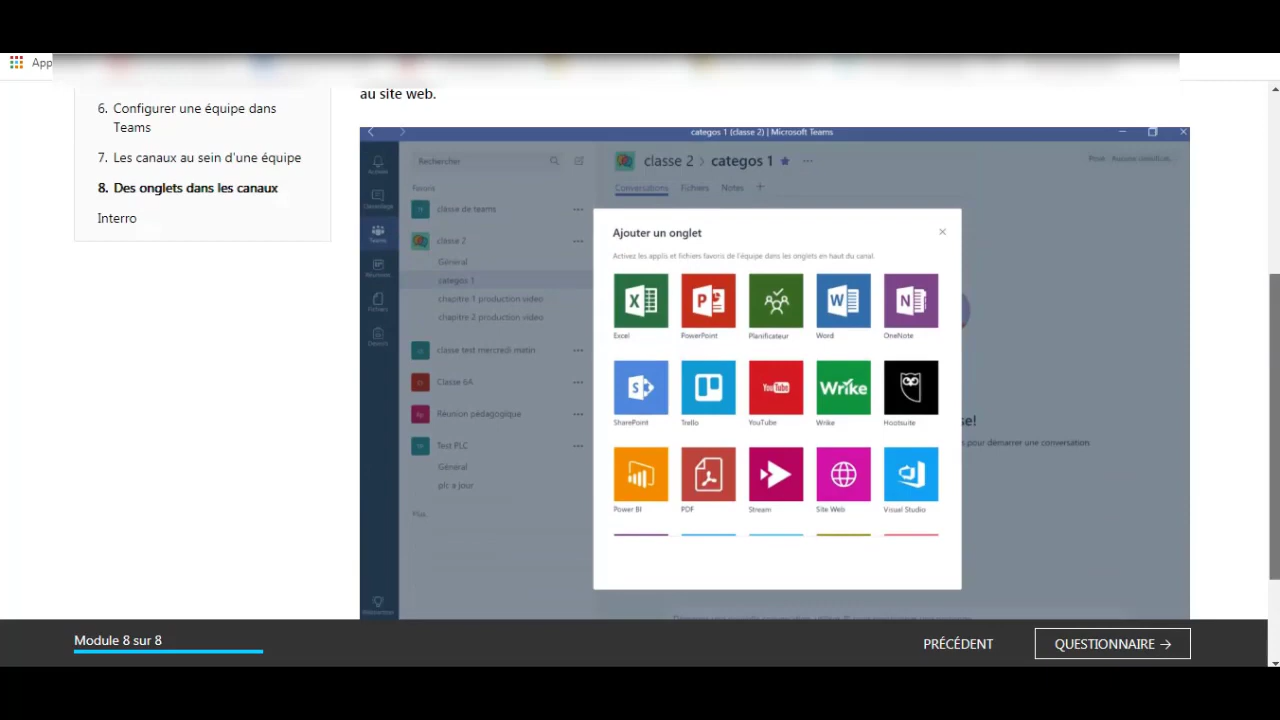 App
au site web.
6. Configurer une équipe dans
Teams
7. Les canaux au sein d'une équipe
8. Des onglets dans les canaux
Interro
categos 1 (classe 2) | Microsoft Teams
Rechercher
classe 2 > categos 1
Conversations Fichiers Notes +
Favoris
classe de teams
classe 2
Général
categos 1
chapitre 1 production video
chapitre 2 production video
classe test mercredi matin
Classe 6A
Réunion pédagogique
Test PLC
Général
plc a jour
Plus
Activité
Teams
Réunions
Fichiers
Devoirs
Ajouter un onglet
Activez les applis et fichiers favoris de l'équipe dans les onglets en haut du canal.
Excel PowerPoint Planificateur Word OneNote
SharePoint Trello YouTube Wrike Hootsuite
Power BI PDF Stream Site Web Visual Studio
se!
pour démarrer une conversation.
Module 8 sur 8
PRÉCÉDENT
QUESTIONNAIRE →